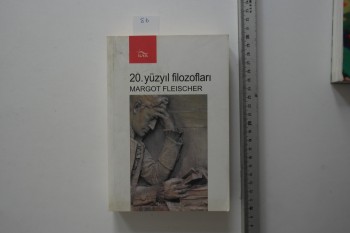 20. yüzyıl filozofları
MARGOT FLEISCHER